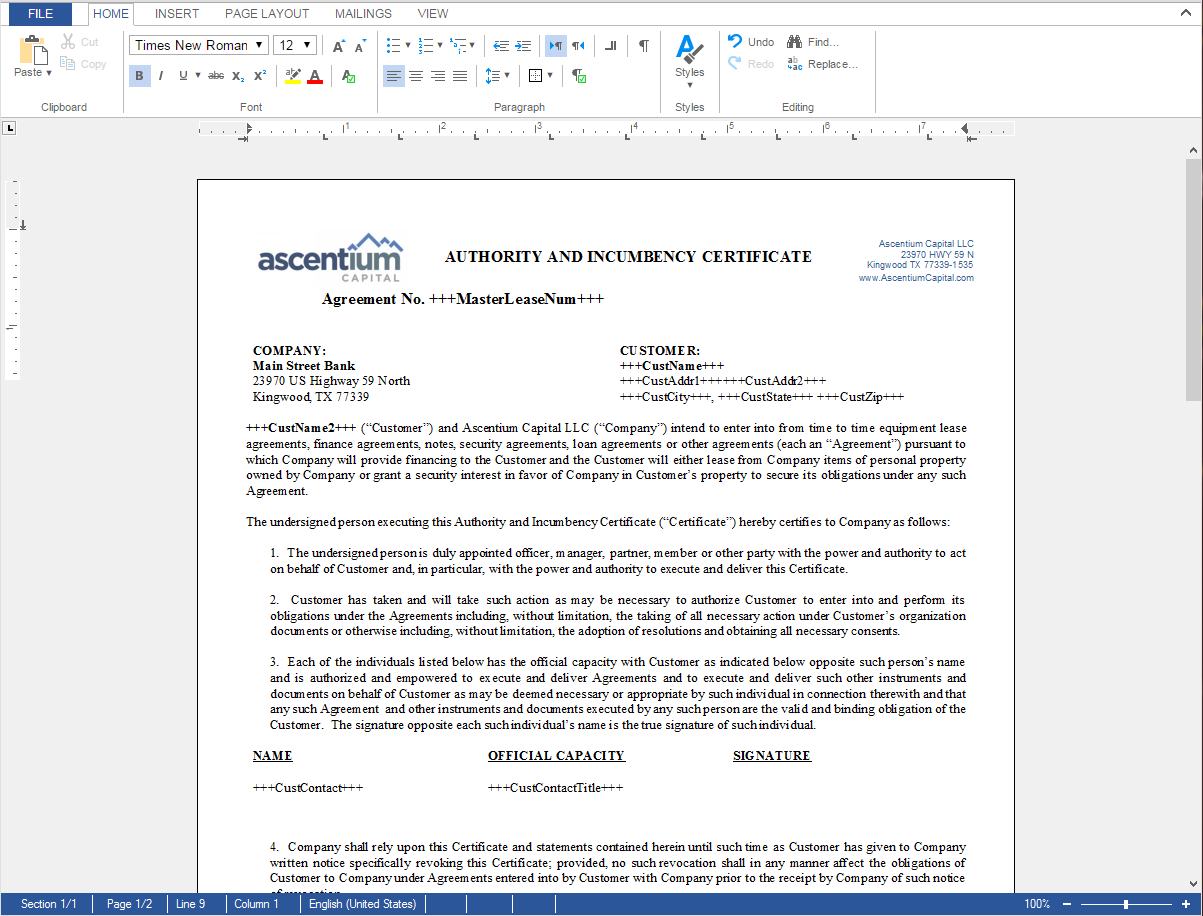 FILE HOME INSERT PAGE LAYOUT MAILINGS VIEW
Paste Cut
Copy
Times New Roman 12
B I U abc X₂ X² A
Styles
Undo Find...
Redo Replace...
Clipboard Font Paragraph Styles Editing
1 2 3 4 5 6 7
Ascentium Capital LLC
23970 HWY 59 N
Kingwood TX 77339-1535
www.AscentiumCapital.com
ascentium
CAPITAL
AUTHORITY AND INCUMBENCY CERTIFICATE
Agreement No. +++MasterLeaseNum+++
COMPANY:
Main Street Bank
23970 US Highway 59 North
Kingwood, TX 77339
CUSTOMER:
+++CustName+++
+++CustAddr1++++++CustAddr2+++
+++CustCity+++, +++CustState+++ +++CustZip+++
+++CustName2+++ (“Customer”) and Ascentium Capital LLC (“Company”) intend to enter into from time to time equipment lease
agreements, finance agreements, notes, security agreements, loan agreements or other agreements (each an “Agreement”) pursuant to
which Company will provide financing to the Customer and the Customer will either lease from Company items of personal property
owned by Company or grant a security interest in favor of Company in Customer’s property to secure its obligations under any such
Agreement.
The undersigned person executing this Authority and Incumbency Certificate (“Certificate”) hereby certifies to Company as follows:
1. The undersigned person is duly appointed officer, manager, partner, member or other party with the power and authority to act
on behalf of Customer and, in particular, with the power and authority to execute and deliver this Certificate.
2. Customer has taken and will take such action as may be necessary to authorize Customer to enter into and perform its
obligations under the Agreements including, without limitation, the taking of all necessary action under Customer’s organization
documents or otherwise including, without limitation, the adoption of resolutions and obtaining all necessary consents.
3. Each of the individuals listed below has the official capacity with Customer as indicated below opposite such person’s name
and is authorized and empowered to execute and deliver Agreements and to execute and deliver such other instruments and
documents on behalf of Customer as may be deemed necessary or appropriate by such individual in connection therewith and that
any such Agreement and other instruments and documents executed by any such person are the valid and binding obligation of the
Customer. The signature opposite each such individual’s name is the true signature of such individual.
NAME OFFICIAL CAPACITY SIGNATURE
+++CustContact+++ +++CustContactTitle+++
4. Company shall rely upon this Certificate and statements contained herein until such time as Customer has given to Company
written notice specifically revoking this Certificate; provided, no such revocation shall in any manner affect the obligations of
Customer to Company under Agreements entered into by Customer with Company prior to the receipt by Company of such notice
of revocation.
Section 1/1 Page 1/2 Line 9 Column 1 English (United States) 100%